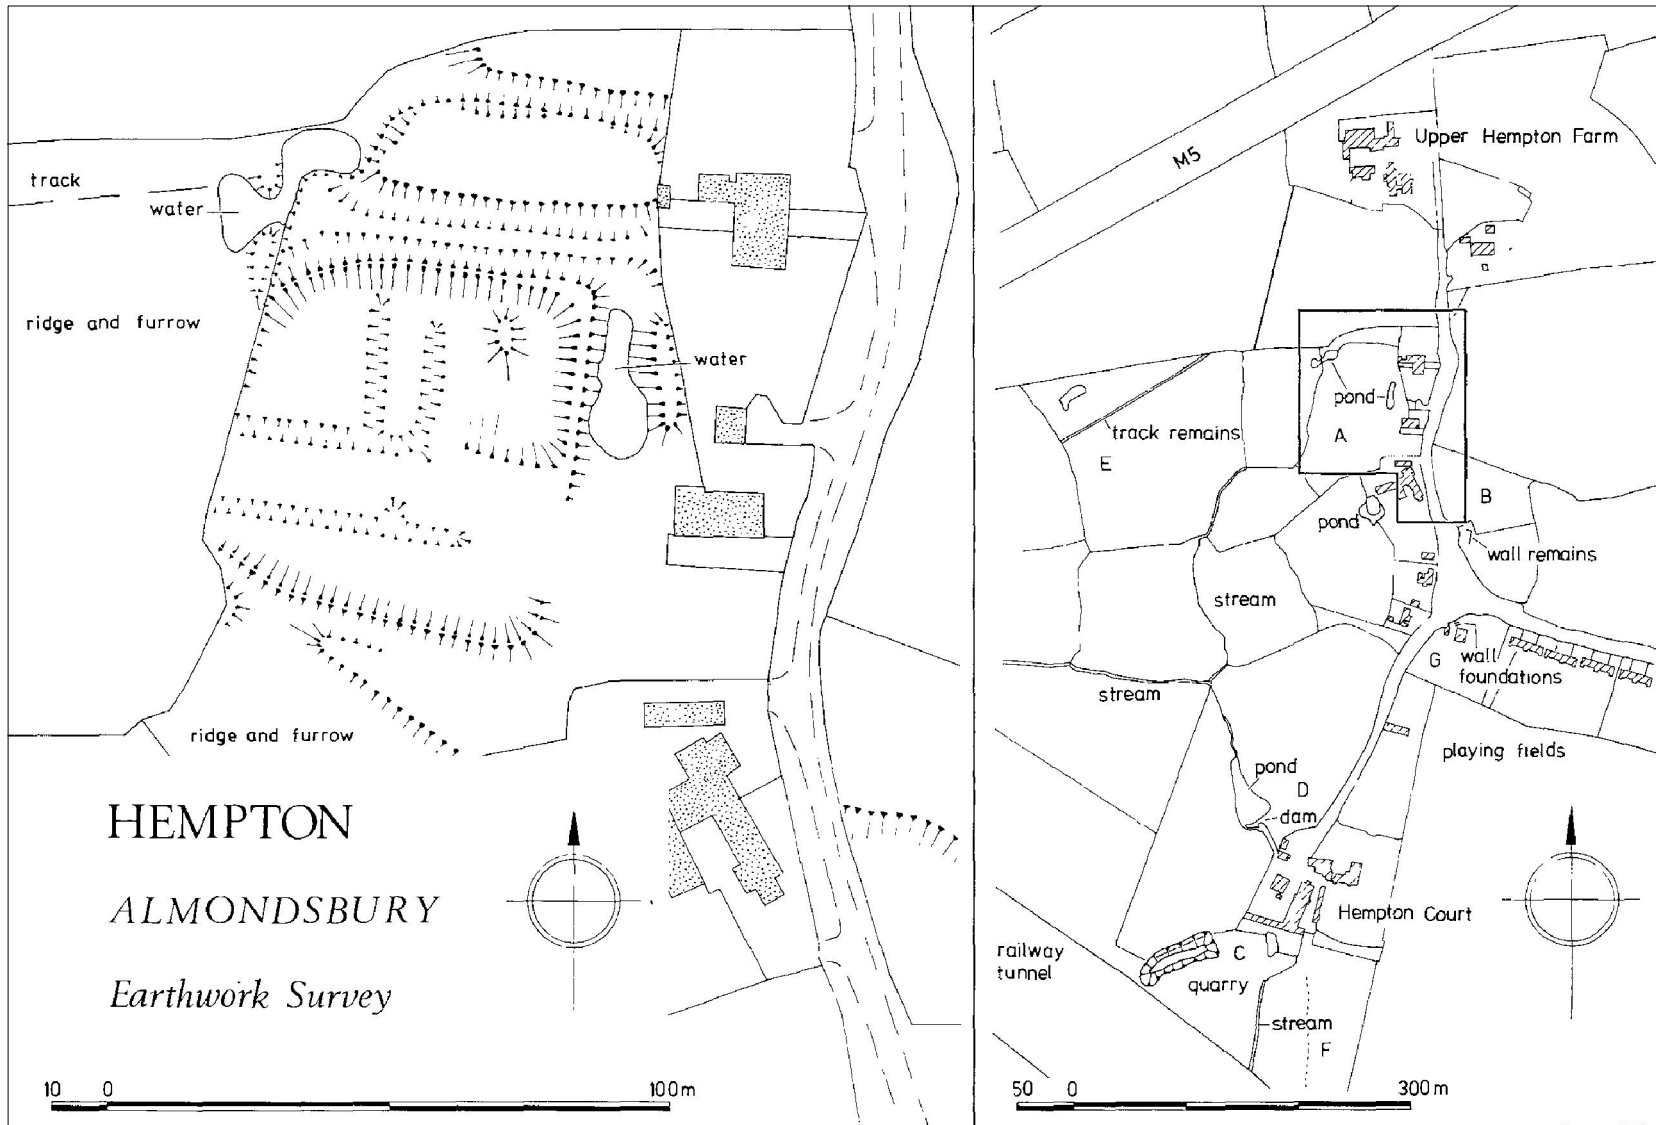 track
water
ridge and furrow
water
ridge and furrow
HEMPTON
ALMONDSBURY
Earthwork Survey
10 0 100m
M5
Upper Hempton Farm
pond
A
track remains
E
B
pond
wall remains
stream
G
wall
foundations
stream
playing fields
pond
D
dam
Hempton Court
railway
tunnel
C
quarry
stream
F
50 0 300m